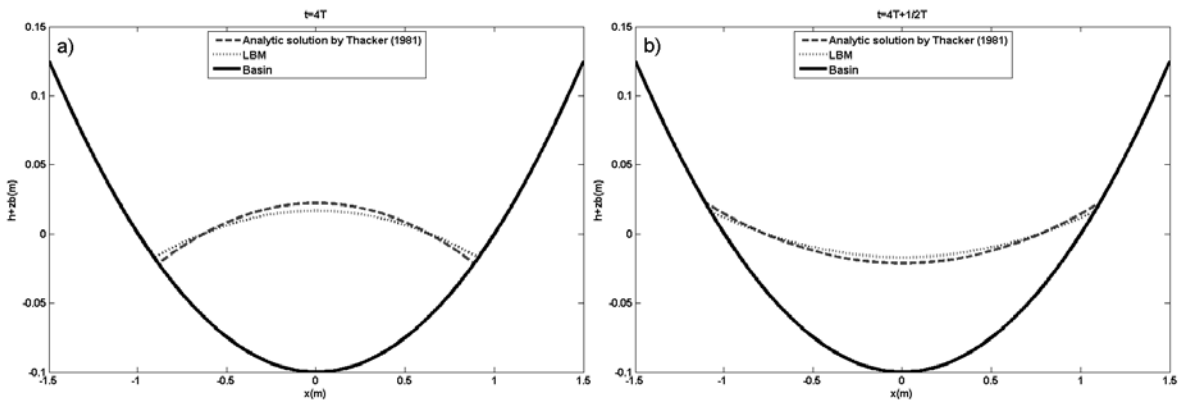 t=4T
a)
Analytic solution by Thacker (1981)
LBM
Basin
h+zb(m)
0.15
0.1
0.05
0
-0.05
-0.1
-1.5
-1
-0.5
0
0.5
1
1.5
x(m)
t=4T+1/2T
b)
Analytic solution by Thacker (1981)
LBM
Basin
h+zb(m)
0.15
0.1
0.05
0
-0.05
-0.1
-1.5
-1
-0.5
0
0.5
1
1.5
x(m)